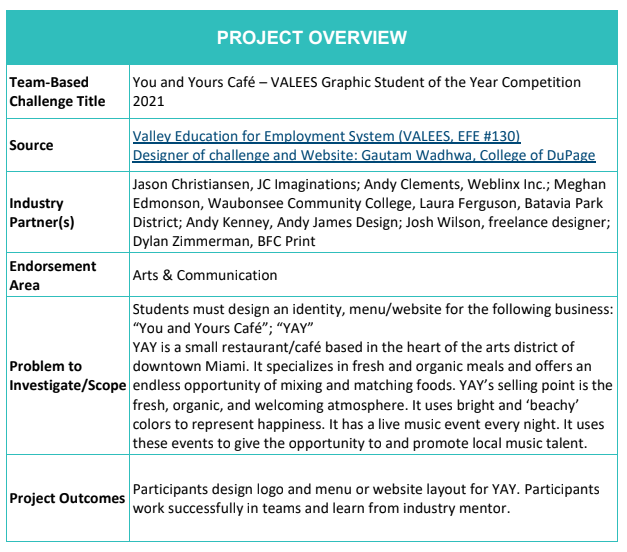 PROJECT OVERVIEW
Team-Based
Challenge Title
You and Yours Café – VALEES Graphic Student of the Year Competition
2021
Source
Valley Education for Employment System (VALEES, EFE #130)
Designer of challenge and Website: Gautam Wadhwa, College of DuPage
Industry
Partner(s)
Jason Christiansen, JC Imaginations; Andy Clements, Weblinx Inc.; Meghan
Edmonson, Waubonsee Community College, Laura Ferguson, Batavia Park
District; Andy Kenney, Andy James Design; Josh Wilson, freelance designer;
Dylan Zimmerman, BFC Print
Endorsement
Area
Arts & Communication
Problem to
Investigate/Scope
Students must design an identity, menu/website for the following business:
“You and Yours Café”; “YAY”
YAY is a small restaurant/café based in the heart of the arts district of
downtown Miami. It specializes in fresh and organic meals and offers an
endless opportunity of mixing and matching foods. YAY’s selling point is the
fresh, organic, and welcoming atmosphere. It uses bright and ‘beachy’
colors to represent happiness. It has a live music event every night. It uses
these events to give the opportunity to and promote local music talent.
Project Outcomes
Participants design logo and menu or website layout for YAY. Participants
work successfully in teams and learn from industry mentor.